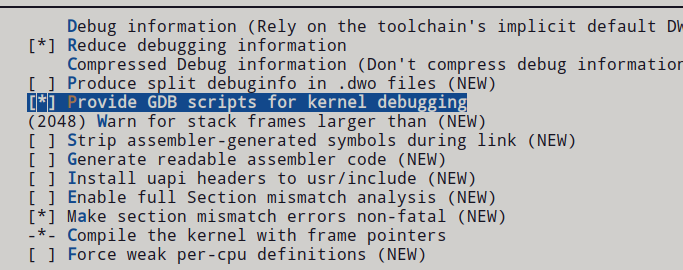 Debug information (Rely on the toolchain's implicit default DW
[*] Reduce debugging information
Compressed Debug information (Don't compress debug information
[ ] Produce split debuginfo in .dwo files (NEW)
[*] Provide GDB scripts for kernel debugging
(2048) Warn for stack frames larger than (NEW)
[ ] Strip assembler-generated symbols during link (NEW)
[ ] Generate readable assembler code (NEW)
[ ] Install uapi headers to usr/include (NEW)
[ ] Enable full Section mismatch analysis (NEW)
[*] Make section mismatch errors non-fatal (NEW)
-*- Compile the kernel with frame pointers
[ ] Force weak per-cpu definitions (NEW)